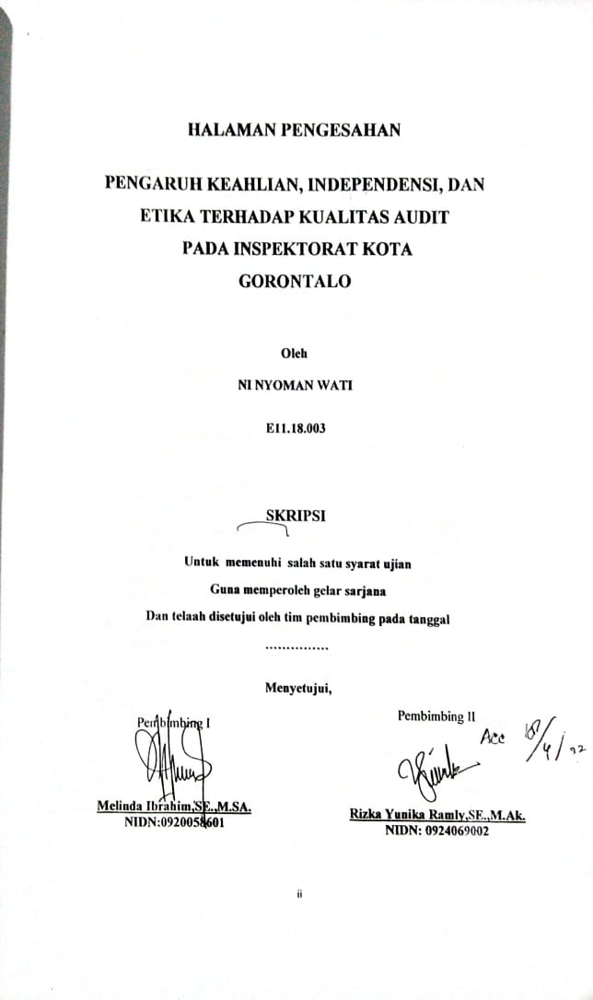 HALAMAN PENGESAHAN
PENGARUH KEAHLIAN, INDEPENDENSI, DAN
ETIKA TERHADAP KUALITAS AUDIT
PADA INSPEKTORAT KOTA
GORONTALO
Oleh
NI NYOMAN WATI
E11.18.003
SKRIPSI
Untuk memenuhi salah satu syarat ujian
Guna memperoleh gelar sarjana
Dan telaah disetujui oleh tim pembimbing pada tanggal
...............
Menyetujui,
Pembimbing I
Melinda Ibrahim,SE.,M.SA.
NIDN:0920058601
Pembimbing II
Acc
Rizka Yunika Ramly,SE.,M.Ak.
NIDN: 0924069002
ii